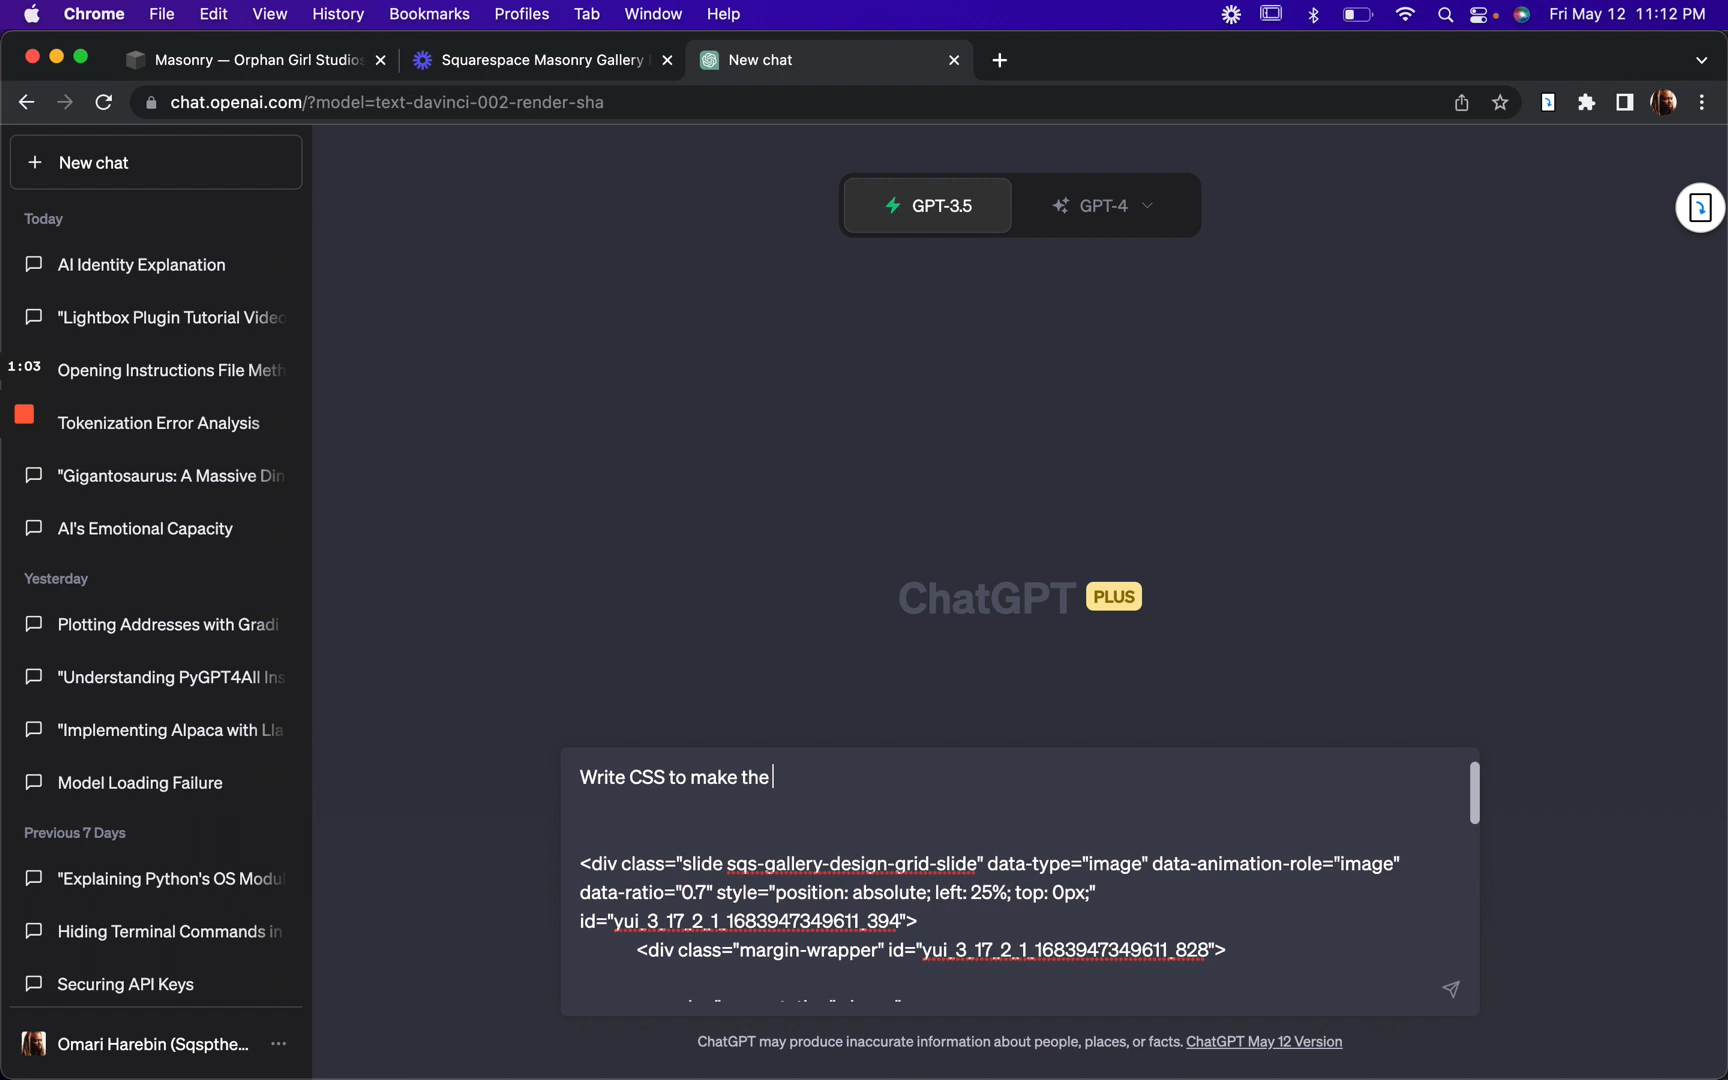 Chrome File Edit View History Bookmarks Profiles Tab Window Help Fri May 12 11:12 PM
Masonry — Orphan Girl Studios Squarespace Masonry Gallery New chat
chat.openai.com/?model=text-davinci-002-render-sha
New chat
GPT-3.5 GPT-4
Today
AI Identity Explanation
"Lightbox Plugin Tutorial Video
1:03
Opening Instructions File Meth
Tokenization Error Analysis
"Gigantosaurus: A Massive Din
AI's Emotional Capacity
Yesterday
Plotting Addresses with Gradi
"Understanding PyGPT4All Ins
"Implementing Alpaca with Lla
Model Loading Failure
Previous 7 Days
"Explaining Python's OS Modul
Hiding Terminal Commands in
Securing API Keys
Omari Harebin (Sqspthe...
ChatGPT PLUS
Write CSS to make the
<div class="slide sqs-gallery-design-grid-slide" data-type="image" data-animation-role="image"
data-ratio="0.7" style="position: absolute; left: 25%; top: 0px;"
id="yui_3_17_2_1_1683947349611_394">
<div class="margin-wrapper" id="yui_3_17_2_1_1683947349611_828">
ChatGPT may produce inaccurate information about people, places, or facts. ChatGPT May 12 Version